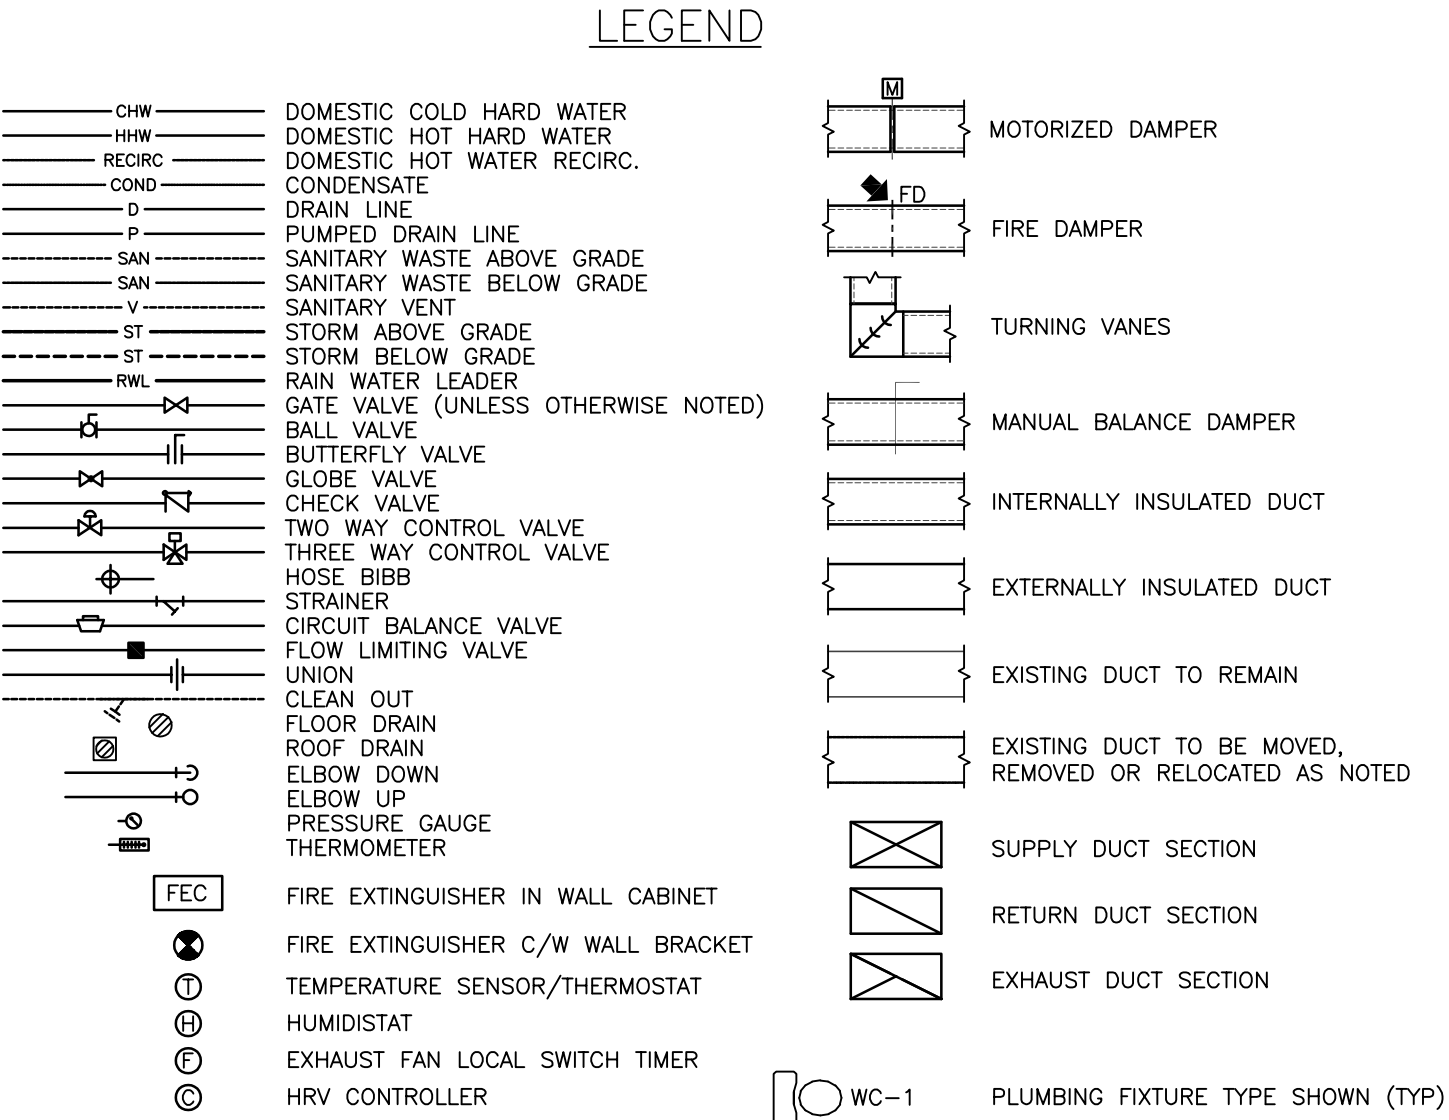 LEGEND
CHW DOMESTIC COLD HARD WATER
HHW DOMESTIC HOT HARD WATER
RECIRC DOMESTIC HOT WATER RECIRC.
COND CONDENSATE
D DRAIN LINE
P PUMPED DRAIN LINE
SAN SANITARY WASTE ABOVE GRADE
SAN SANITARY WASTE BELOW GRADE
V SANITARY VENT
ST STORM ABOVE GRADE
ST STORM BELOW GRADE
RWL RAIN WATER LEADER
GATE VALVE (UNLESS OTHERWISE NOTED)
BALL VALVE
BUTTERFLY VALVE
GLOBE VALVE
CHECK VALVE
TWO WAY CONTROL VALVE
THREE WAY CONTROL VALVE
HOSE BIBB
STRAINER
CIRCUIT BALANCE VALVE
FLOW LIMITING VALVE
UNION
CLEAN OUT
FLOOR DRAIN
ROOF DRAIN
ELBOW DOWN
ELBOW UP
PRESSURE GAUGE
THERMOMETER
FEC FIRE EXTINGUISHER IN WALL CABINET
FIRE EXTINGUISHER C/W WALL BRACKET
T TEMPERATURE SENSOR/THERMOSTAT
H HUMIDISTAT
F EXHAUST FAN LOCAL SWITCH TIMER
C HRV CONTROLLER
M
MOTORIZED DAMPER
FD
FIRE DAMPER
TURNING VANES
MANUAL BALANCE DAMPER
INTERNALLY INSULATED DUCT
EXTERNALLY INSULATED DUCT
EXISTING DUCT TO REMAIN
EXISTING DUCT TO BE MOVED,
REMOVED OR RELOCATED AS NOTED
SUPPLY DUCT SECTION
RETURN DUCT SECTION
EXHAUST DUCT SECTION
WC-1 PLUMBING FIXTURE TYPE SHOWN (TYP)